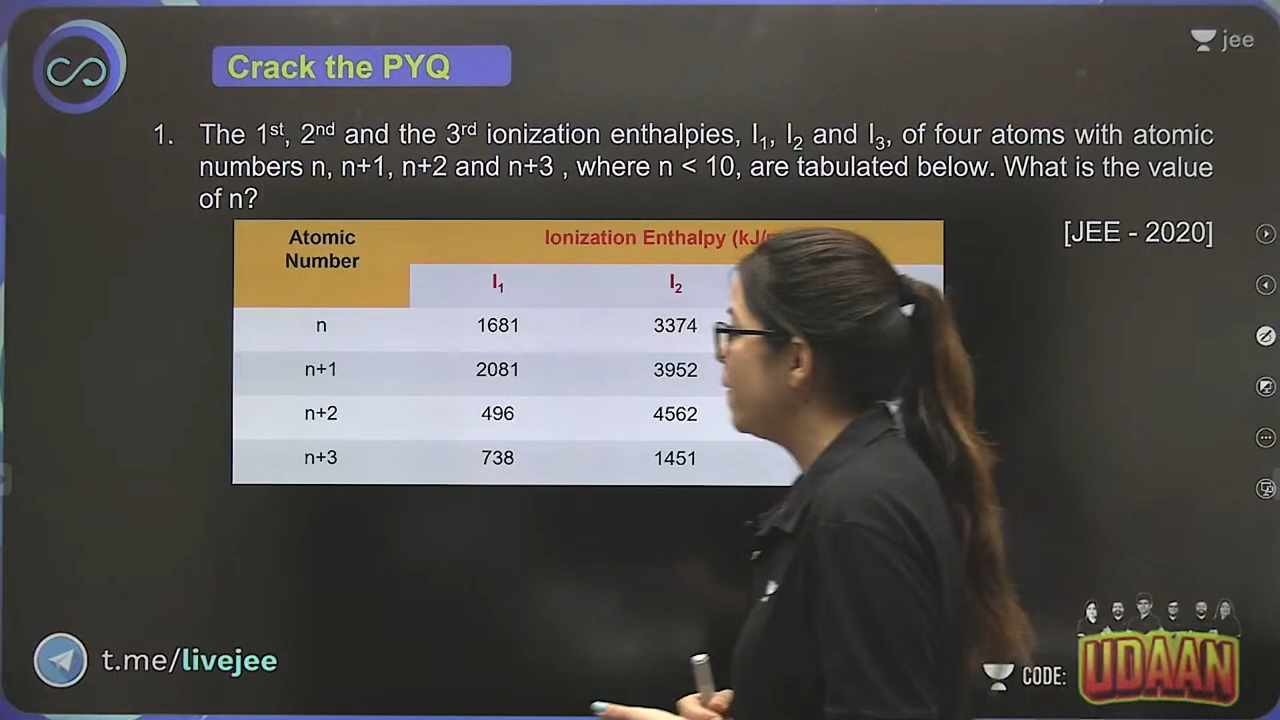 Crack the PYQ
jee
1. The 1st, 2nd and the 3rd ionization enthalpies, I1, I2 and I3, of four atoms with atomic
numbers n, n+1, n+2 and n+3 , where n < 10, are tabulated below. What is the value
of n?
[JEE - 2020]
Atomic Number
Ionization Enthalpy
I1 I2
n 1681 3374
n+1 2081 3952
n+2 496 4562
n+3 738 1451
t.me/livejee
CODE:
UDAAN